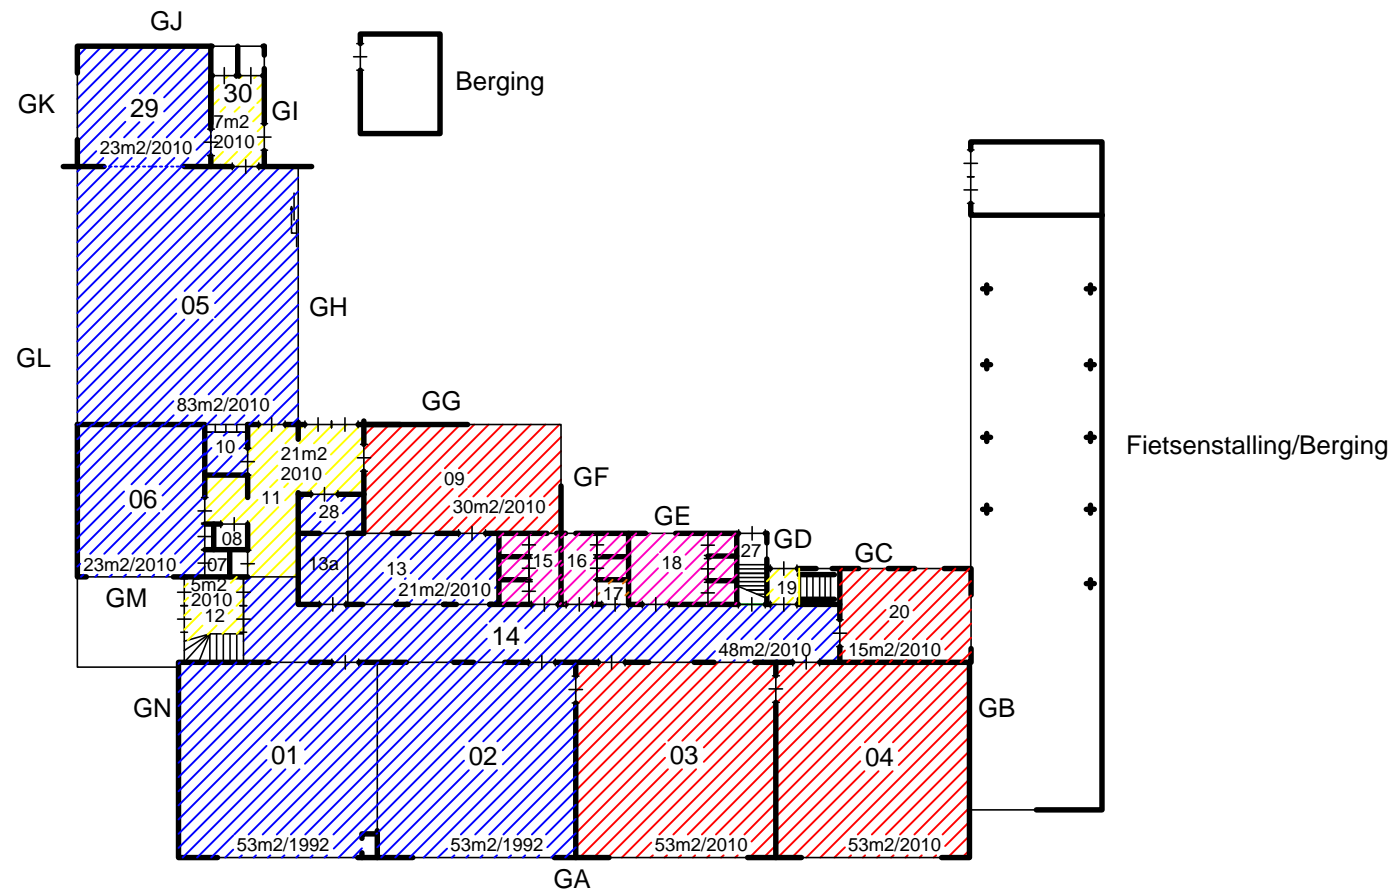 GJ
GK
29
23m2/2010
30
7m2
2010
GI
Berging
05
GH
GL
83m2/2010
GG
10
21m2
2010
11
09
30m2/2010
06
23m2/2010
28
08
07
GF
GE
GD
GC
Fietsenstalling/Berging
13a
13
21m2/2010
15
16
17
18
27
19
20
15m2/2010
GM
5m2
2010
12
14
48m2/2010
GN
GB
01
02
03
04
53m2/1992
53m2/1992
53m2/2010
53m2/2010
GA